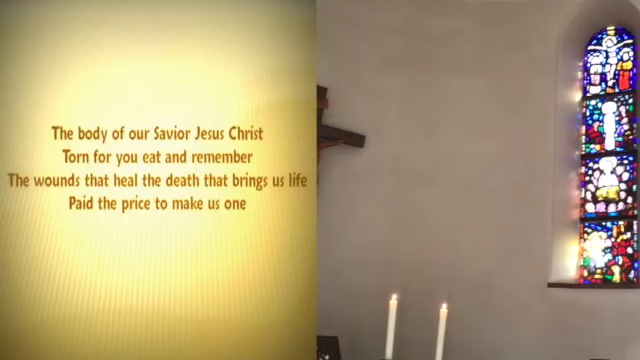 The body of our Savior Jesus Christ
Torn for you eat and remember
The wounds that heal the death that brings us life
Paid the price to make us one